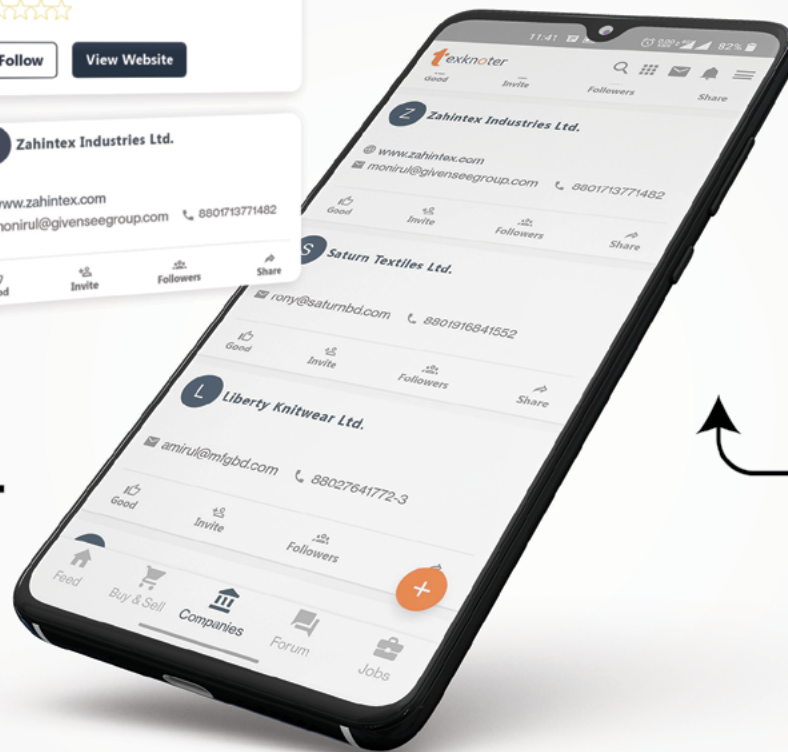 Follow View Website
Zahintex Industries Ltd.
www.zahintex.com
monirul@givenseegroup.com 8801713771482
Invite Followers Share
11:41 82%
texknoter
Good Invite Followers Share
Z Zahintex Industries Ltd.
www.zahintex.com
monirul@givenseegroup.com 8801713771482
Good Invite Followers Share
S Saturn Textiles Ltd.
rony@saturnbd.com 8801916841552
Good Invite Followers Share
L Liberty Knitwear Ltd.
amirul@mfgbd.com 88027641772-3
Good Invite Followers
+
Feed Buy & Sell Companies Forum Jobs